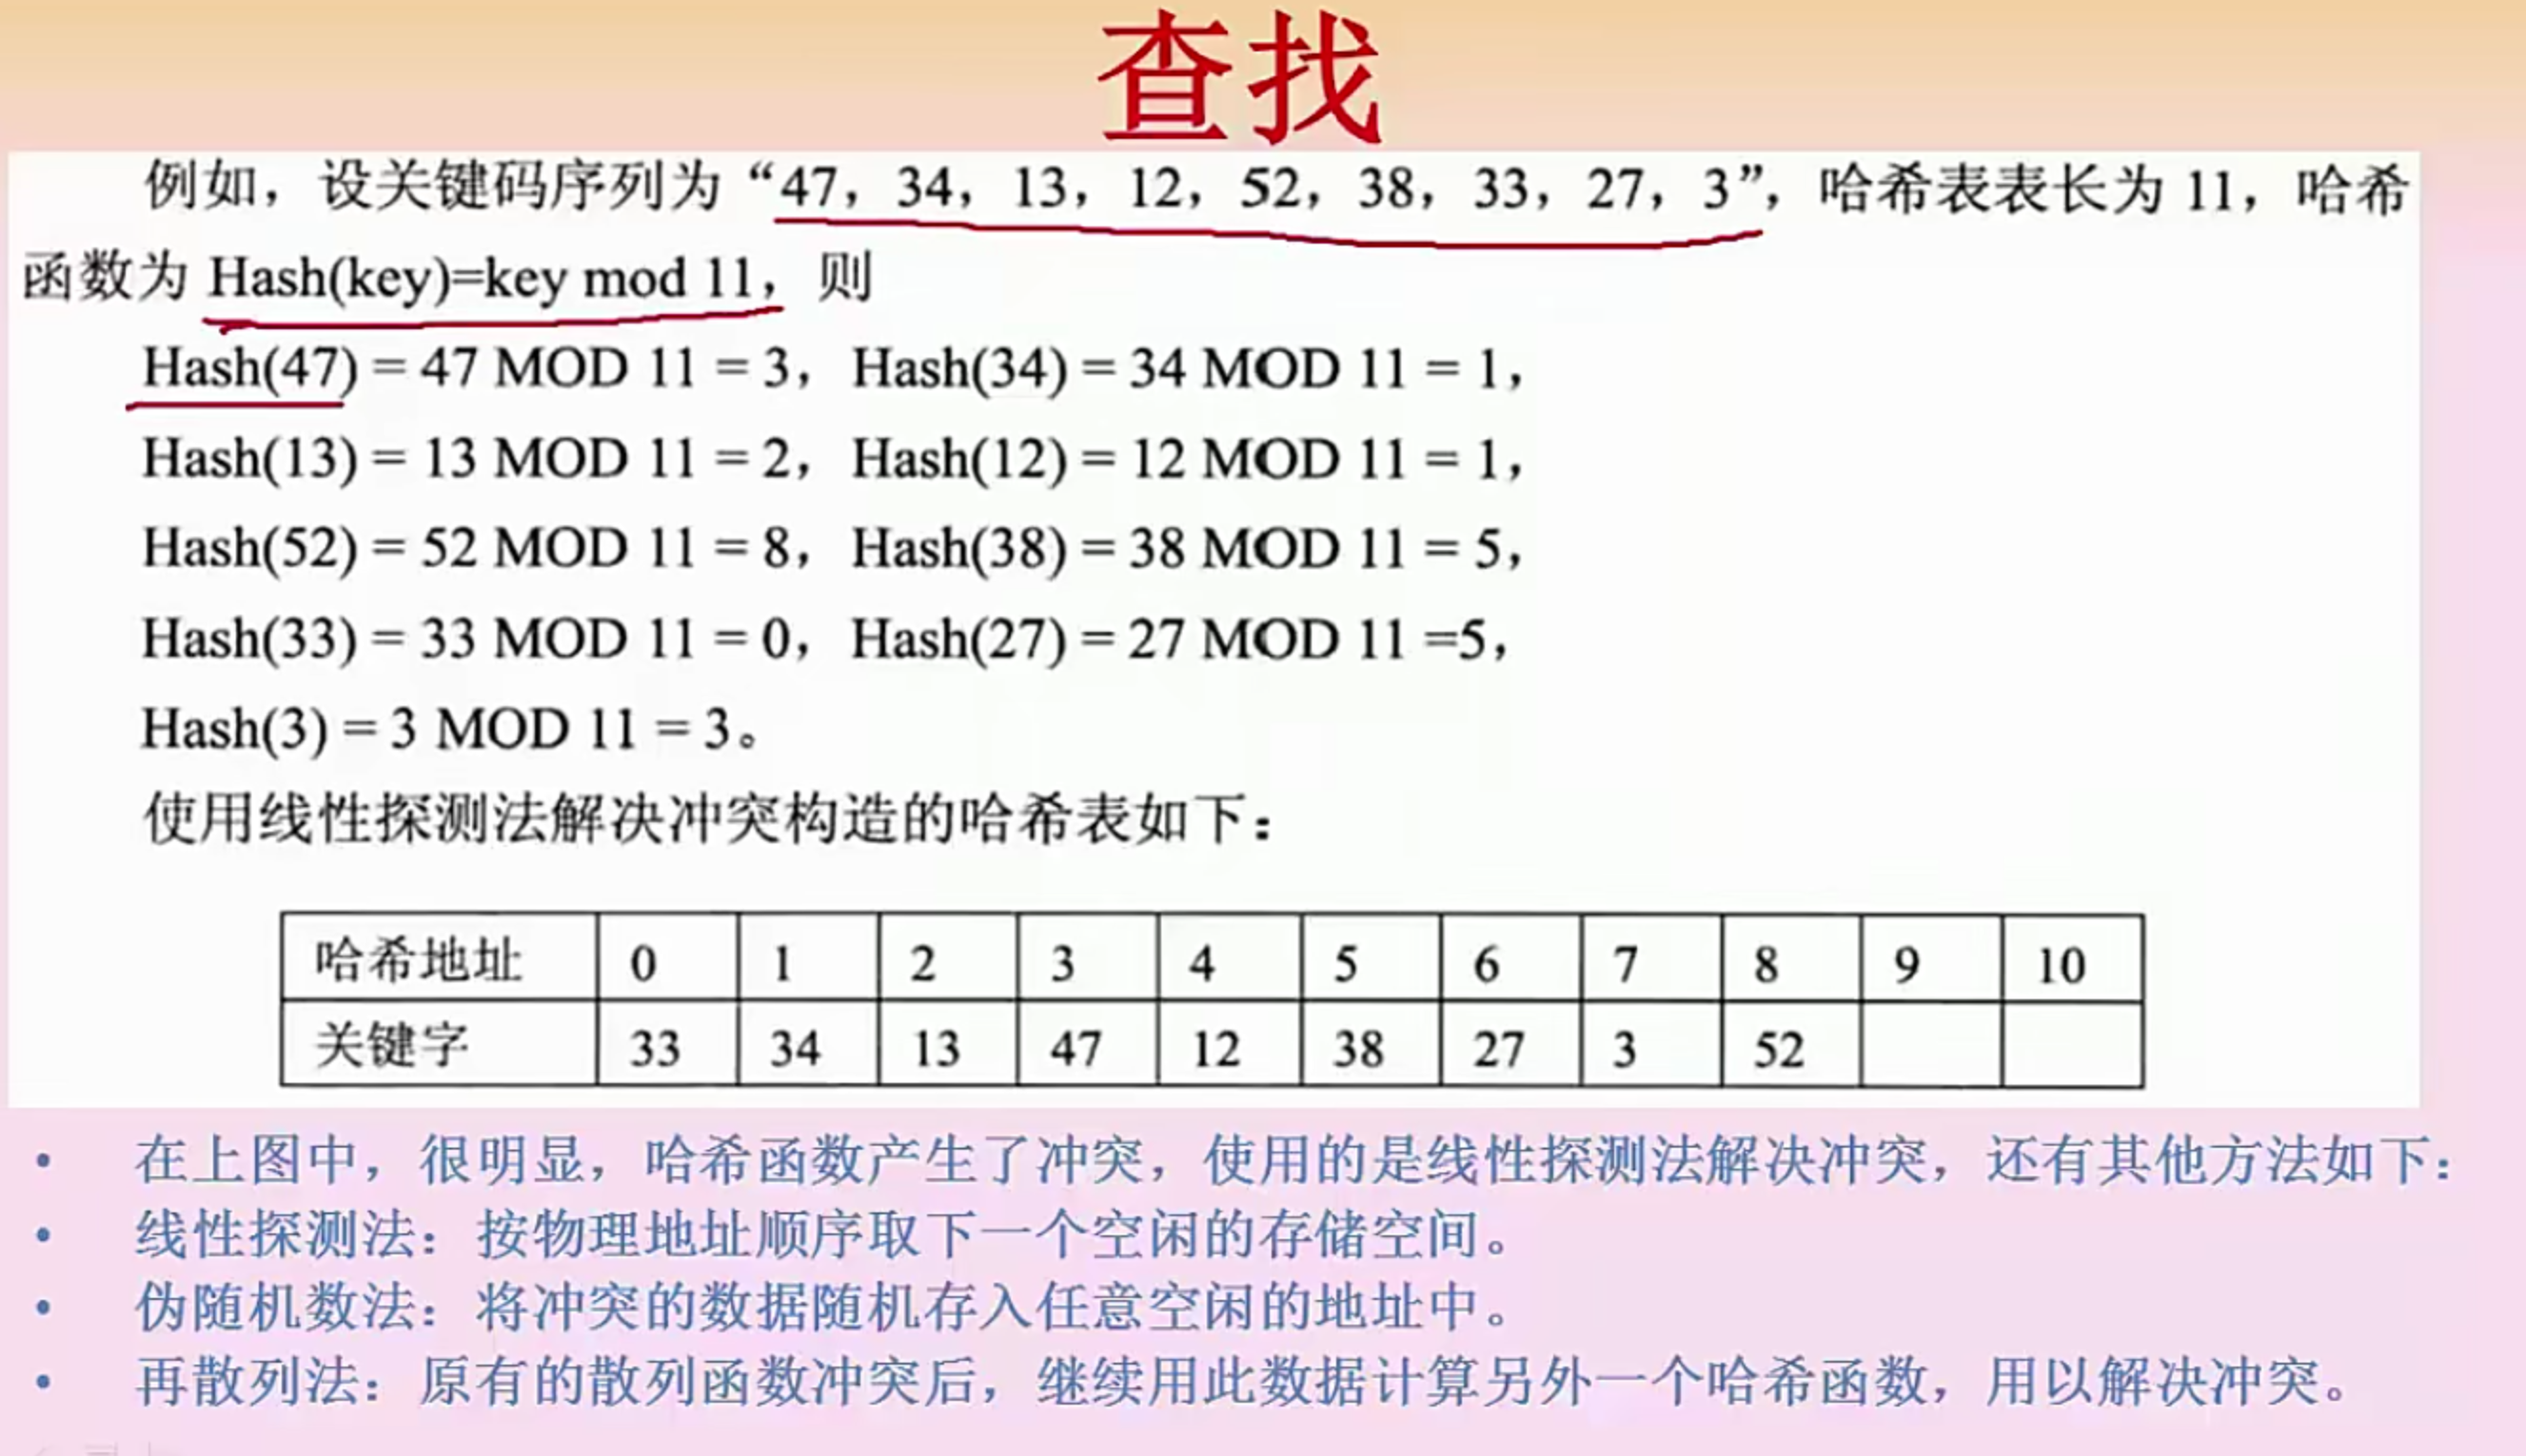 查找
例如，设关键码序列为“47，34，13，12，52，38，33，27，3”，哈希表表长为 11，哈希
函数为 Hash(key)=key mod 11，则
Hash(47) = 47 MOD 11 = 3，Hash(34) = 34 MOD 11 = 1，
Hash(13) = 13 MOD 11 = 2，Hash(12) = 12 MOD 11 = 1，
Hash(52) = 52 MOD 11 = 8，Hash(38) = 38 MOD 11 = 5，
Hash(33) = 33 MOD 11 = 0，Hash(27) = 27 MOD 11 =5，
Hash(3) = 3 MOD 11 = 3。
使用线性探测法解决冲突构造的哈希表如下：
哈希地址 0 1 2 3 4 5 6 7 8 9 10
关键字 33 34 13 47 12 38 27 3 52
• 在上图中，很明显，哈希函数产生了冲突，使用的是线性探测法解决冲突，还有其他方法如下：
• 线性探测法：按物理地址顺序取下一个空闲的存储空间。
• 伪随机数法：将冲突的数据随机存入任意空闲的地址中。
• 再散列法：原有的散列函数冲突后，继续用此数据计算另外一个哈希函数，用以解决冲突。